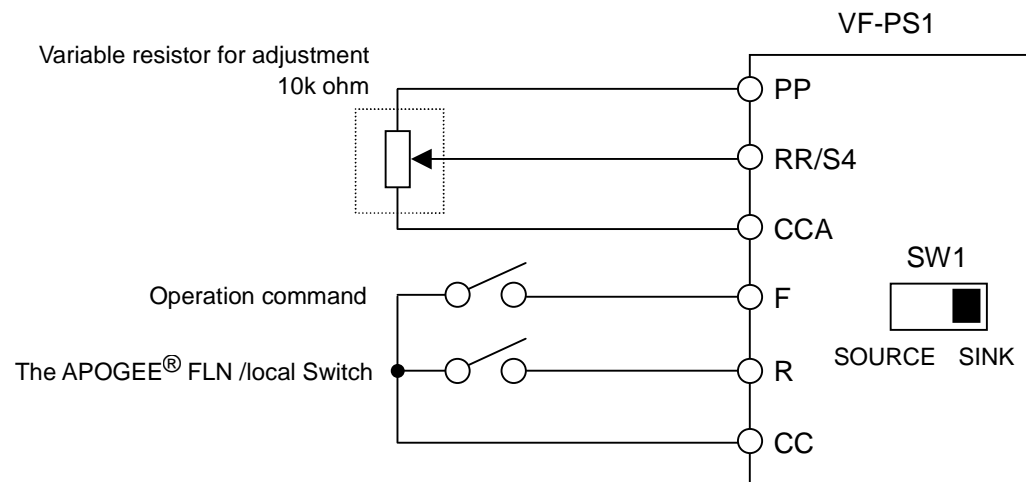 VF-PS1
Variable resistor for adjustment
10k ohm
PP
RR/S4
CCA
SW1
Operation command
F
SOURCE SINK
The APOGEE® FLN /local Switch
R
CC